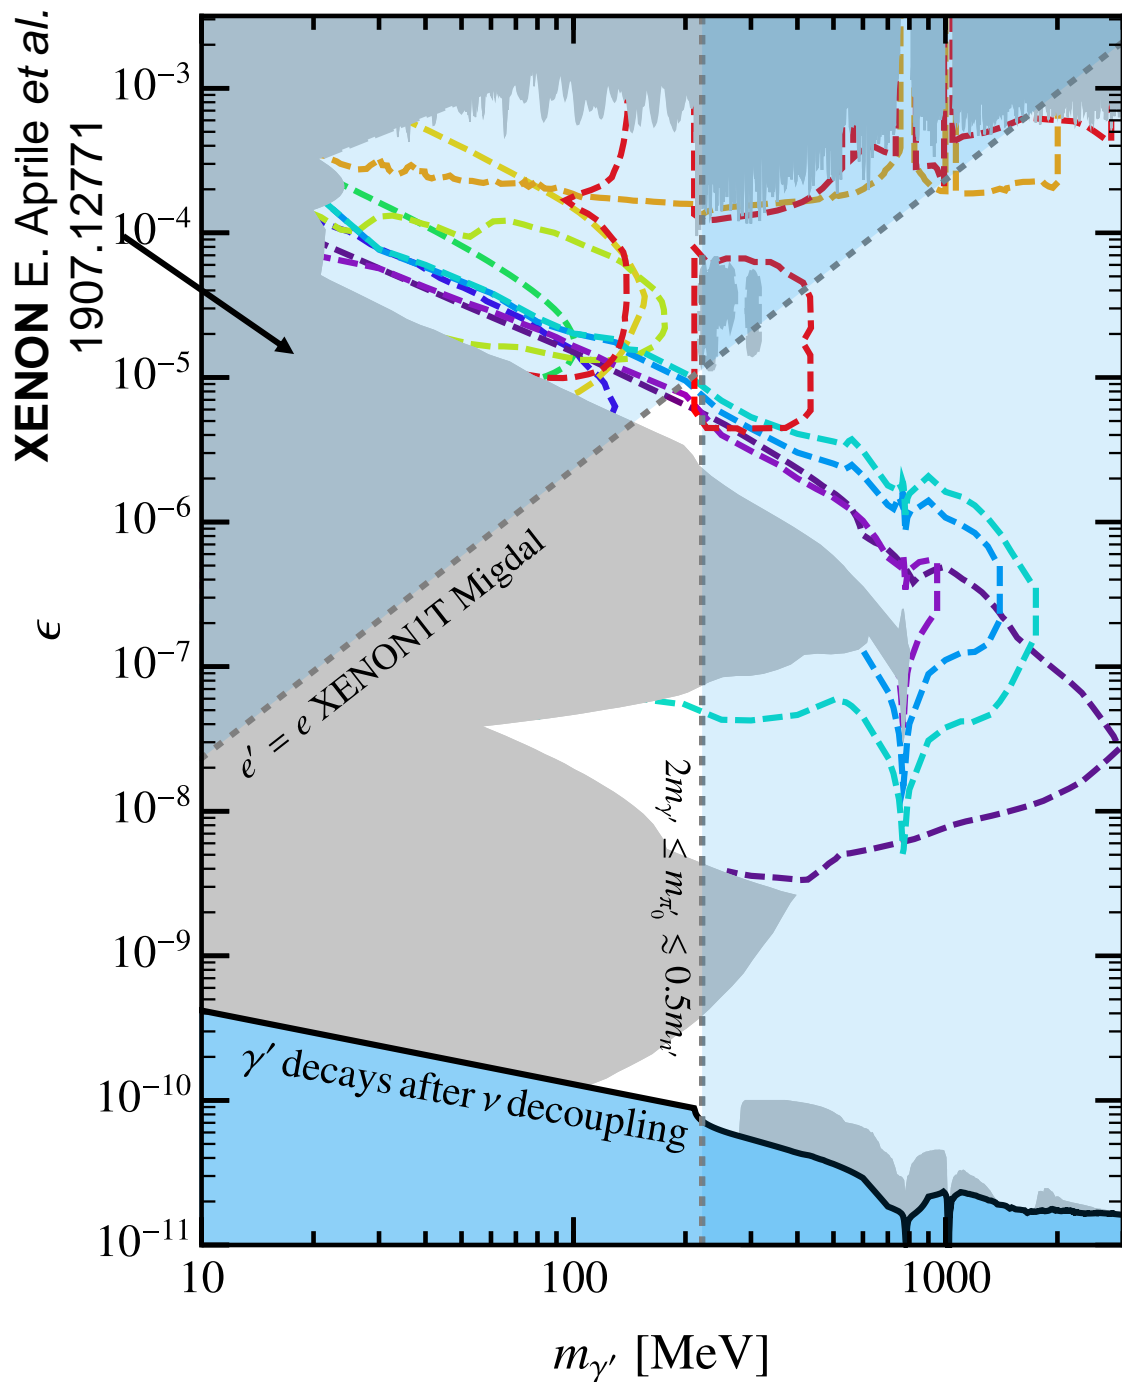 XENON E. Aprile et al.
1907.12771
10⁻³
10⁻⁴
10⁻⁵
10⁻⁶
10⁻⁷
10⁻⁸
10⁻⁹
10⁻¹⁰
10⁻¹¹
ϵ
e′ = e XENON1T Migdal
2m_γ′ ≤ m_π′₀ ≲ 0.5m_n′
γ′ decays after ν decoupling
10
100
1000
m_γ′ [MeV]